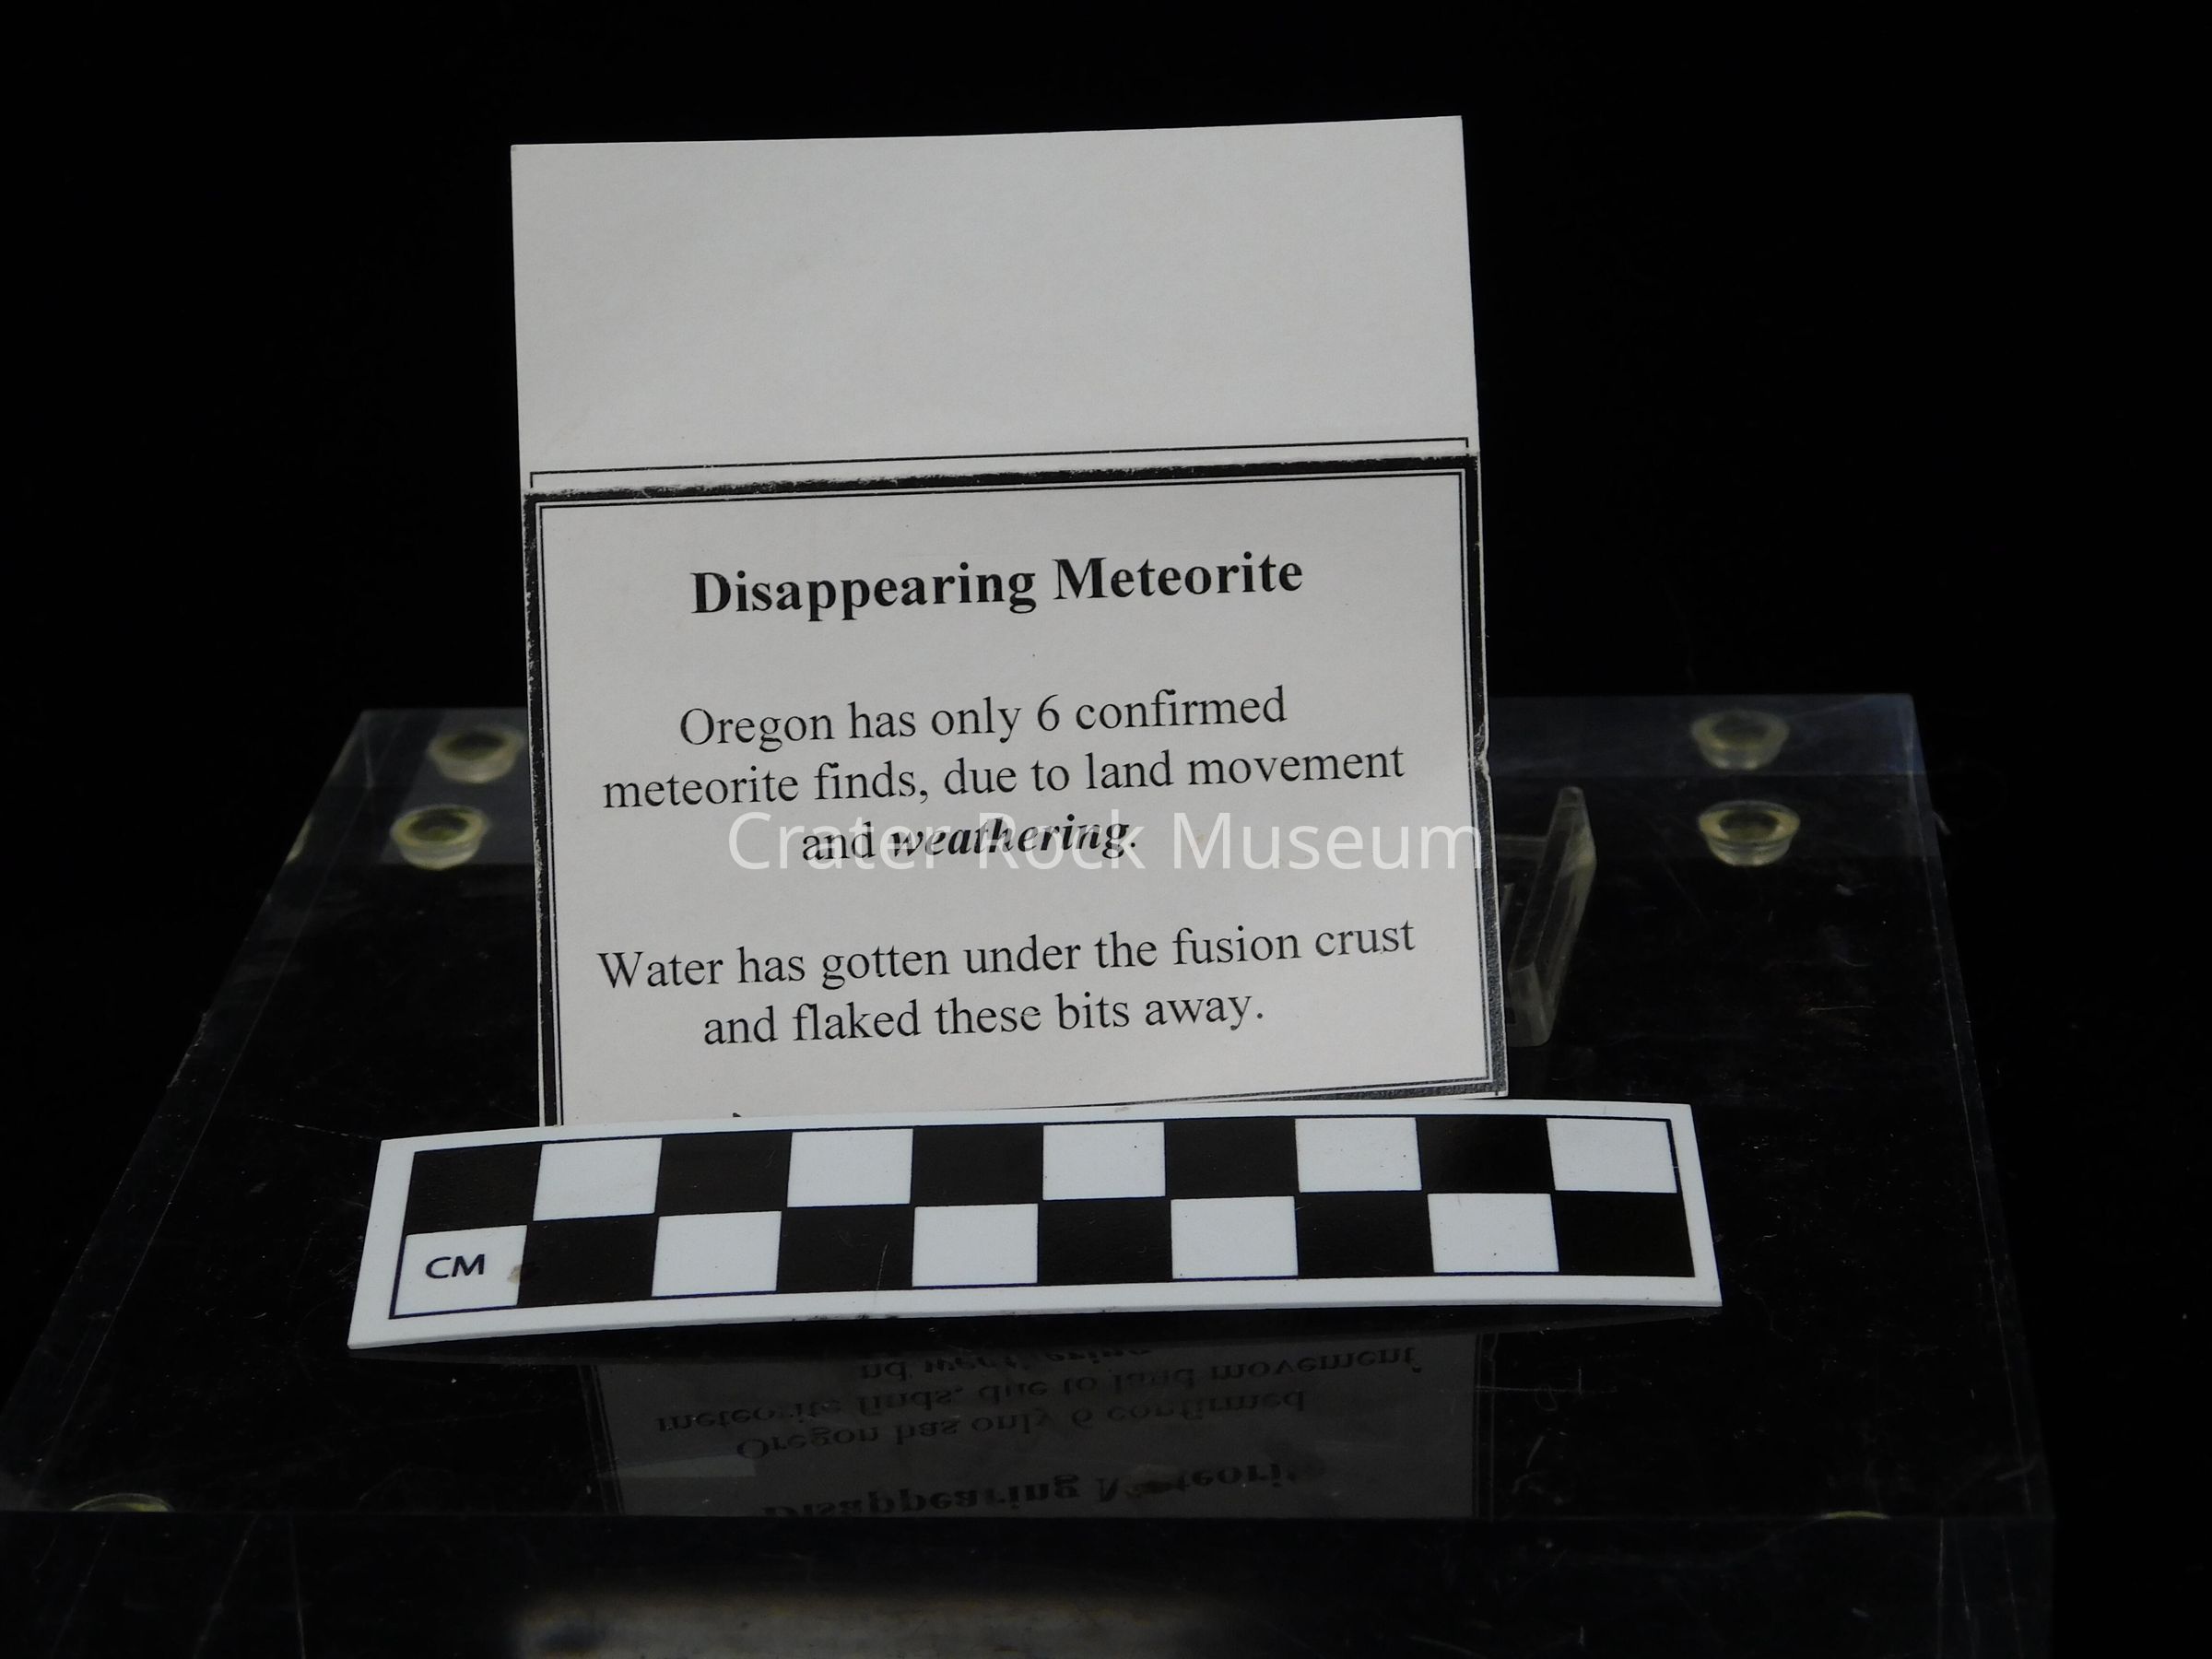 Disappearing Meteorite
Oregon has only 6 confirmed
meteorite finds, due to land movement
and weathering.
Crater Rock Museum
Water has gotten under the fusion crust
and flaked these bits away.
CM